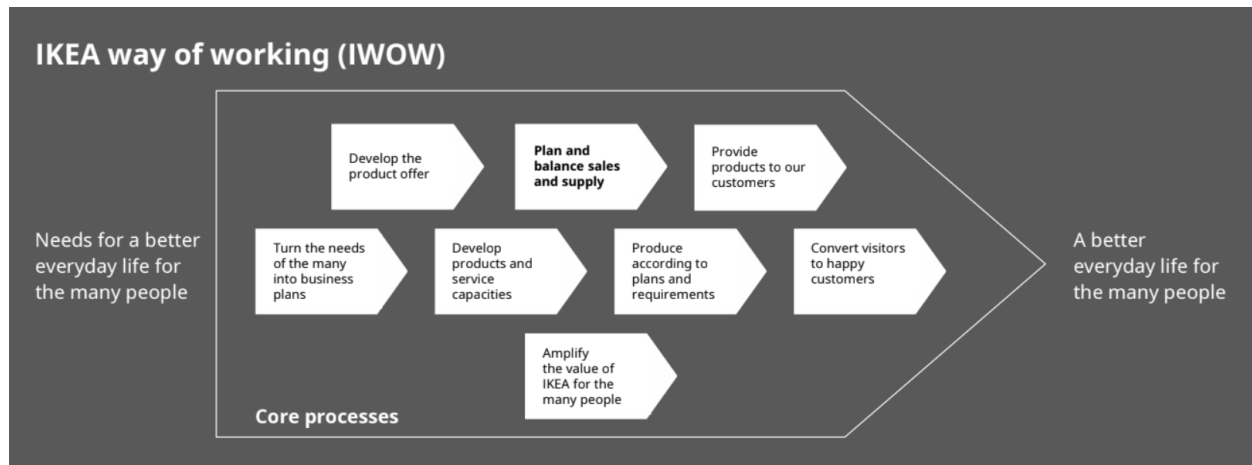 IKEA way of working (IWOW)
Needs for a better
everyday life for
the many people
Develop the
product offer
Plan and
balance sales
and supply
Provide
products to our
customers
Turn the needs
of the many
into business
plans
Develop
products and
service
capacities
Produce
according to
plans and
requirements
Convert visitors
to happy
customers
Amplify
the value of
IKEA for the
many people
Core processes
A better
everyday life for
the many people